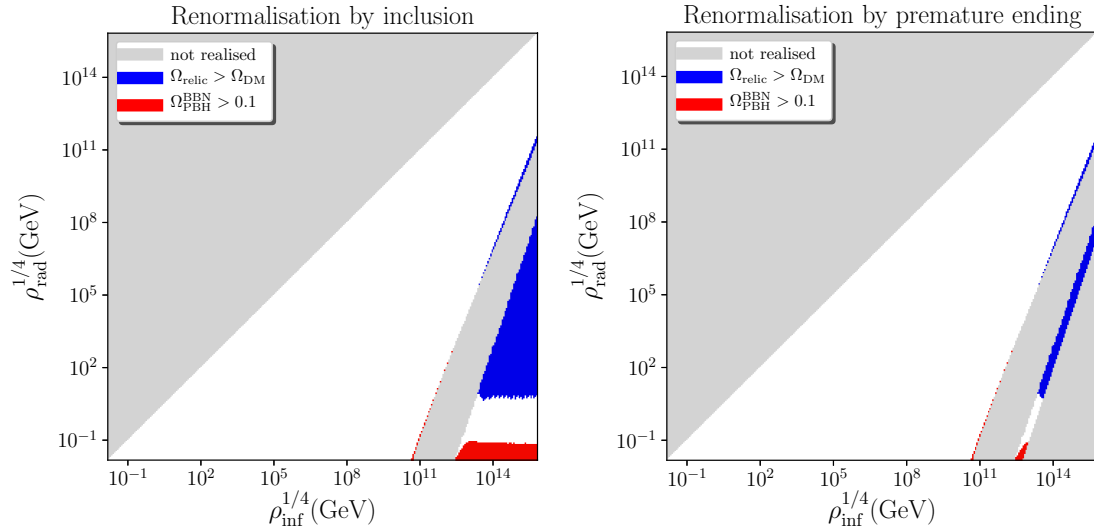 Renormalisation by inclusion
not realised
Ω_relic > Ω_DM
Ω_PBH^BBN > 0.1
10^14
10^11
10^8
10^5
10^2
10^−1
ρ_rad^1/4(GeV)
10^−1 10^2 10^5 10^8 10^11 10^14
ρ_inf^1/4(GeV)
Renormalisation by premature ending
not realised
Ω_relic > Ω_DM
Ω_PBH^BBN > 0.1
10^14
10^11
10^8
10^5
10^2
10^−1
ρ_rad^1/4(GeV)
10^−1 10^2 10^5 10^8 10^11 10^14
ρ_inf^1/4(GeV)